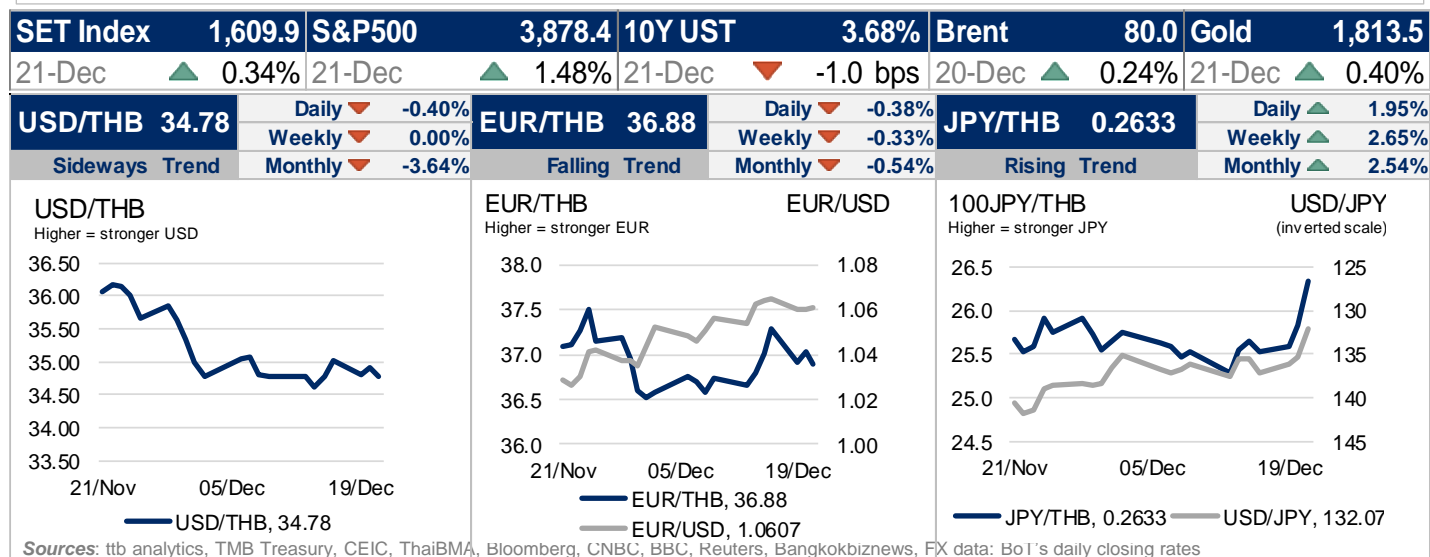 SET Index 1,609.9 S&P500 3,878.4 10Y UST 3.68% Brent 80.0 Gold 1,813.5
21-Dec 0.34% 21-Dec 1.48% 21-Dec -1.0 bps 20-Dec 0.24% 21-Dec 0.40%
USD/THB 34.78
Daily -0.40%
Weekly 0.00%
Sideways Trend Monthly -3.64%
EUR/THB 36.88
Daily -0.38%
Weekly -0.33%
Falling Trend Monthly -0.54%
JPY/THB 0.2633
Daily 1.95%
Weekly 2.65%
Rising Trend Monthly 2.54%
USD/THB
Higher = stronger USD
36.50
36.00
35.50
35.00
34.50
34.00
33.50
21/Nov 05/Dec 19/Dec
USD/THB, 34.78
EUR/THB EUR/USD
Higher = stronger EUR
38.0 1.08
37.5 1.06
37.0 1.04
36.5 1.02
36.0 1.00
21/Nov 05/Dec 19/Dec
EUR/THB, 36.88
EUR/USD, 1.0607
100JPY/THB USD/JPY
Higher = stronger JPY (inverted scale)
26.5 125
26.0 130
25.5 135
25.0 140
24.5 145
21/Nov 05/Dec 19/Dec
JPY/THB, 0.2633 USD/JPY, 132.07
Sources: ttb analytics, TMB Treasury, CEIC, ThaiBMA, Bloomberg, CNBC, BBC, Reuters, Bangkokbiznews, FX data: BoT's daily closing rates